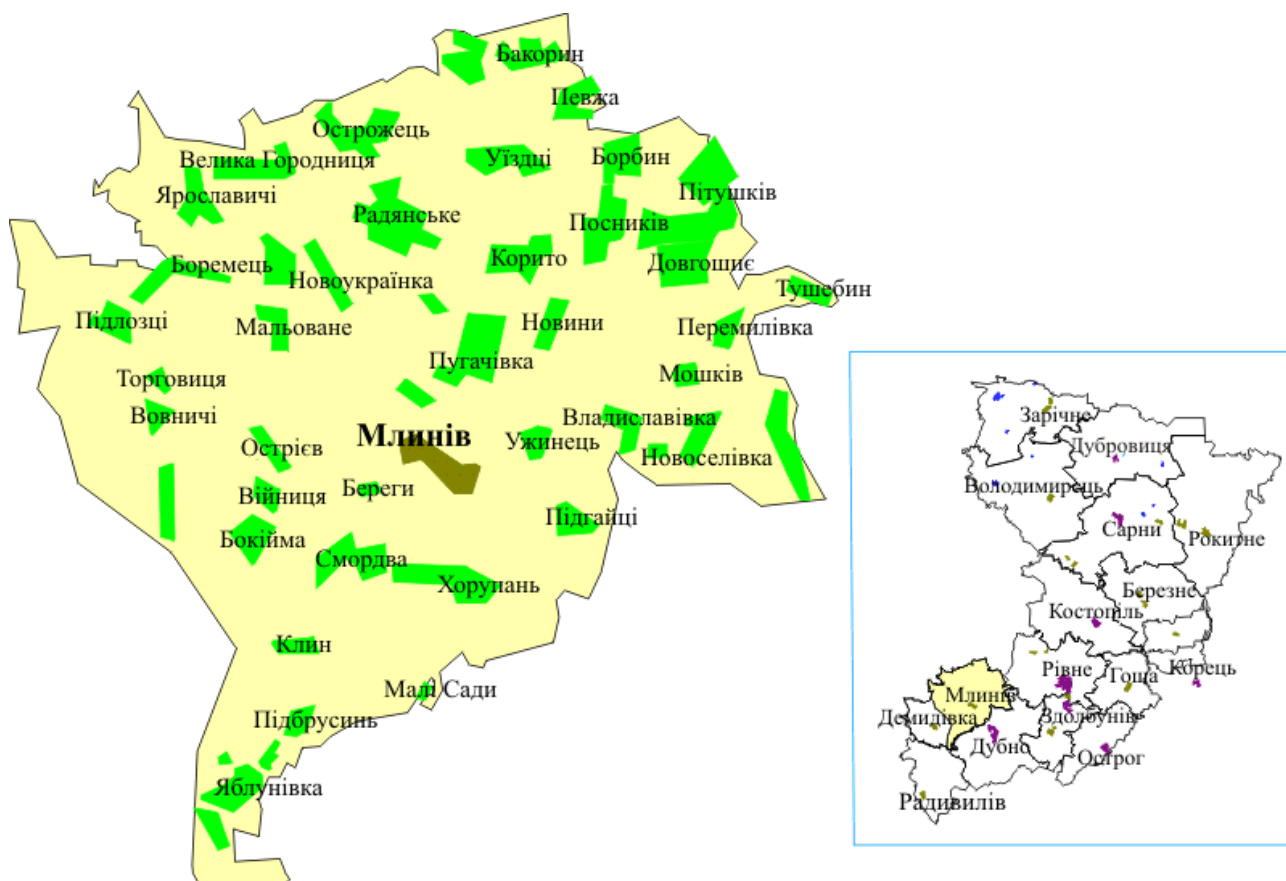 Бакорин
Певжа
Острожець
Велика Городниця
Уїздці
Борбин
Ярославичі
Пітушків
Радянське
Посників
Боремець
Корито
Довгошиє
Новоукраїнка
Тушебин
Підлозці
Мальоване
Новини
Перемилівка
Пугачівка
Торговиця
Мошків
Вовничі
Владиславівка
Млинів
Острієв
Ужинець
Новоселівка
Війниця
Береги
Підгайці
Бокійма
Смордва
Хорупань
Клин
Малі Сади
Підбрусинь
Яблунівка
Зарічне
Дубровиця
Володимирець
Сарни
Рокитне
Березне
Костопіль
Рівне
Гоща
Корець
Млинів
Демидівка
Здолбунів
Дубно
Острог
Радивилів